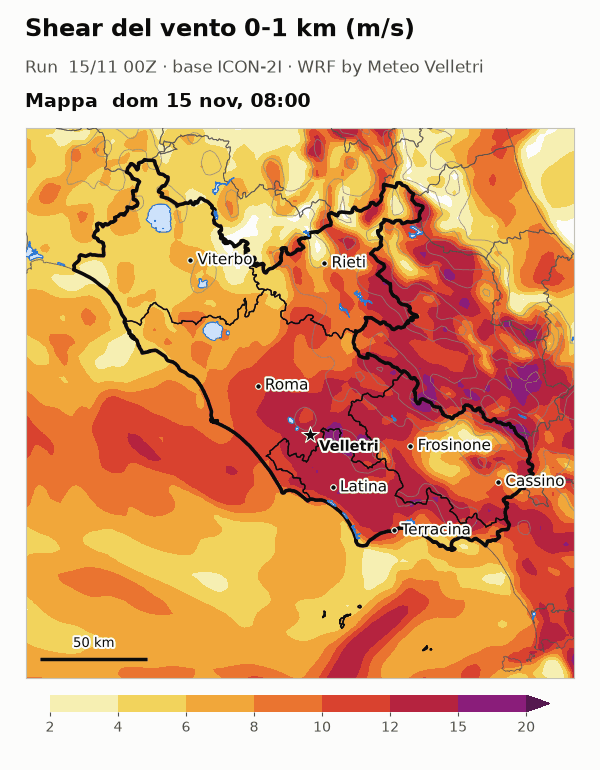 Shear del vento 0-1 km (m/s)
Run  15/11 00Z · base ICON-2I · WRF by Meteo Velletri
Mappa  dom 15 nov, 08:00
Viterbo
Rieti
Roma
Velletri
Frosinone
Latina
Cassino
Terracina
50 km
2 4 6 8 10 12 15 20